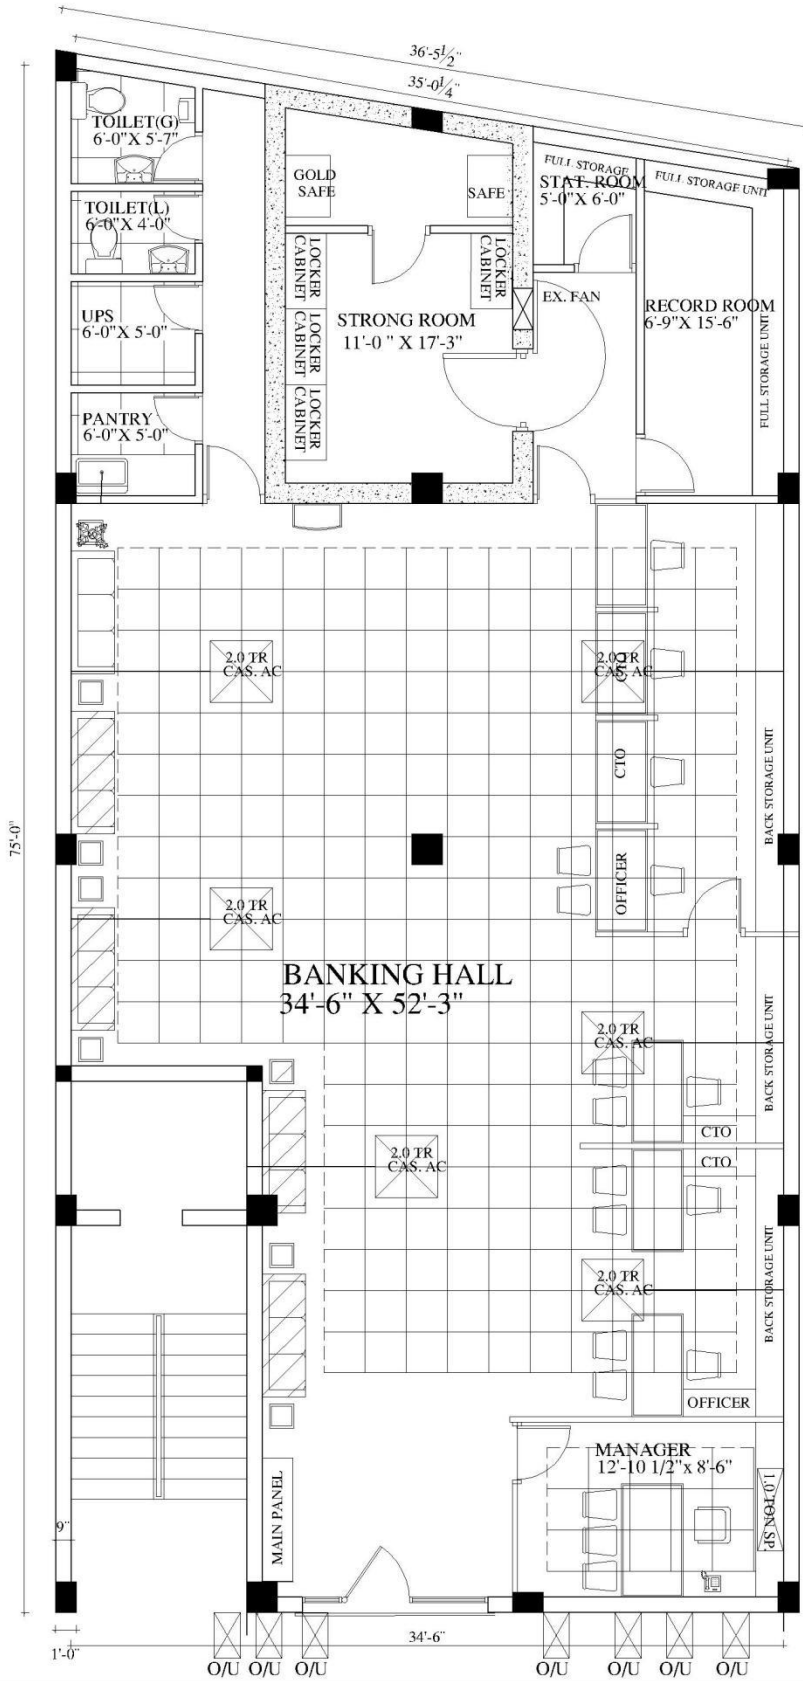 36'-5½"
35'-0¼"
TOILET(G)
6'-0"X 5'-7"
GOLD
SAFE
SAFE
FULL STORAGE
STAT. ROOM
5'-0"X 6'-0"
FULL STORAGE UNIT
TOILET(L)
6'-0"X 4'-0"
LOCKER
CABINET
LOCKER
CABINET
EX. FAN
UPS
6'-0"X 5'-0"
STRONG ROOM
11'-0 " X 17'-3"
RECORD ROOM
6'-9"X 15'-6"
LOCKER
CABINET
FULL STORAGE UNIT
PANTRY
6'-0"X 5'-0"
LOCKER
CABINET
2.0 TR
CAS. AC
2.0 TR
CAS. AC
CTO
CTO
BACK STORAGE UNIT
75'-0"
OFFICER
2.0 TR
CAS. AC
BANKING HALL
34'-6" X 52'-3"
2.0 TR
CAS. AC
BACK STORAGE UNIT
CTO
CTO
2.0 TR
CAS. AC
2.0 TR
CAS. AC
BACK STORAGE UNIT
OFFICER
MANAGER
12'-10 1/2"x 8'-6"
1.0 TON SP.
MAIN PANEL
9"
1'-0"
34'-6"
O/U
O/U
O/U
O/U
O/U
O/U
O/U